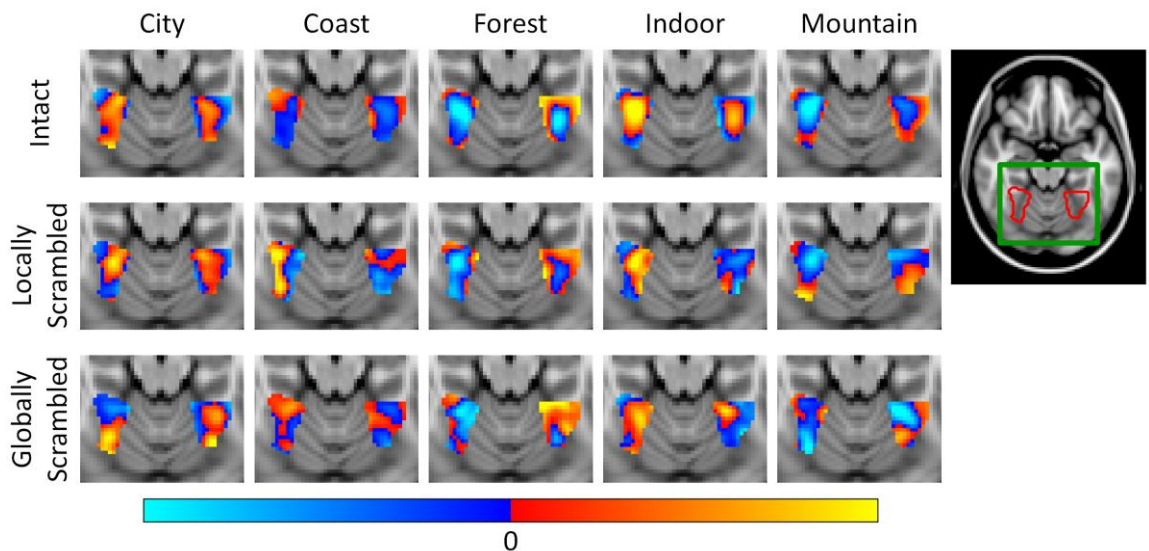 City Coast Forest Indoor Mountain
Intact
Locally
Scrambled
Globally
Scrambled
0